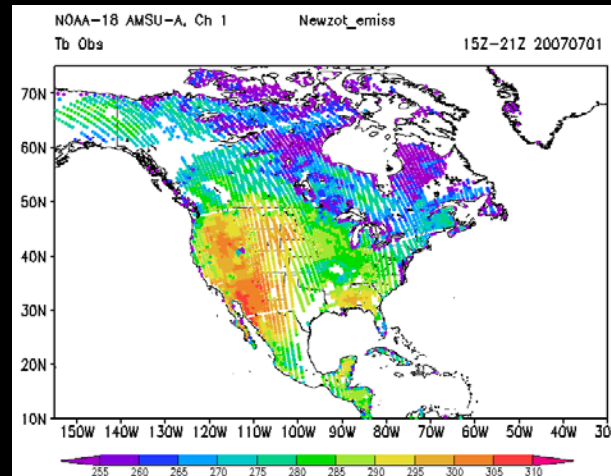 NOAA-18 AMSU-A, Ch 1 Newzot_emiss
Tb Obs 15Z-21Z 20070701
70N
60N
50N
40N
30N
20N
10N
150W 140W 130W 120W 110W 100W 90W 80W 70W 60W 50W 40W 30
255 260 265 270 275 280 285 290 295 300 305 310